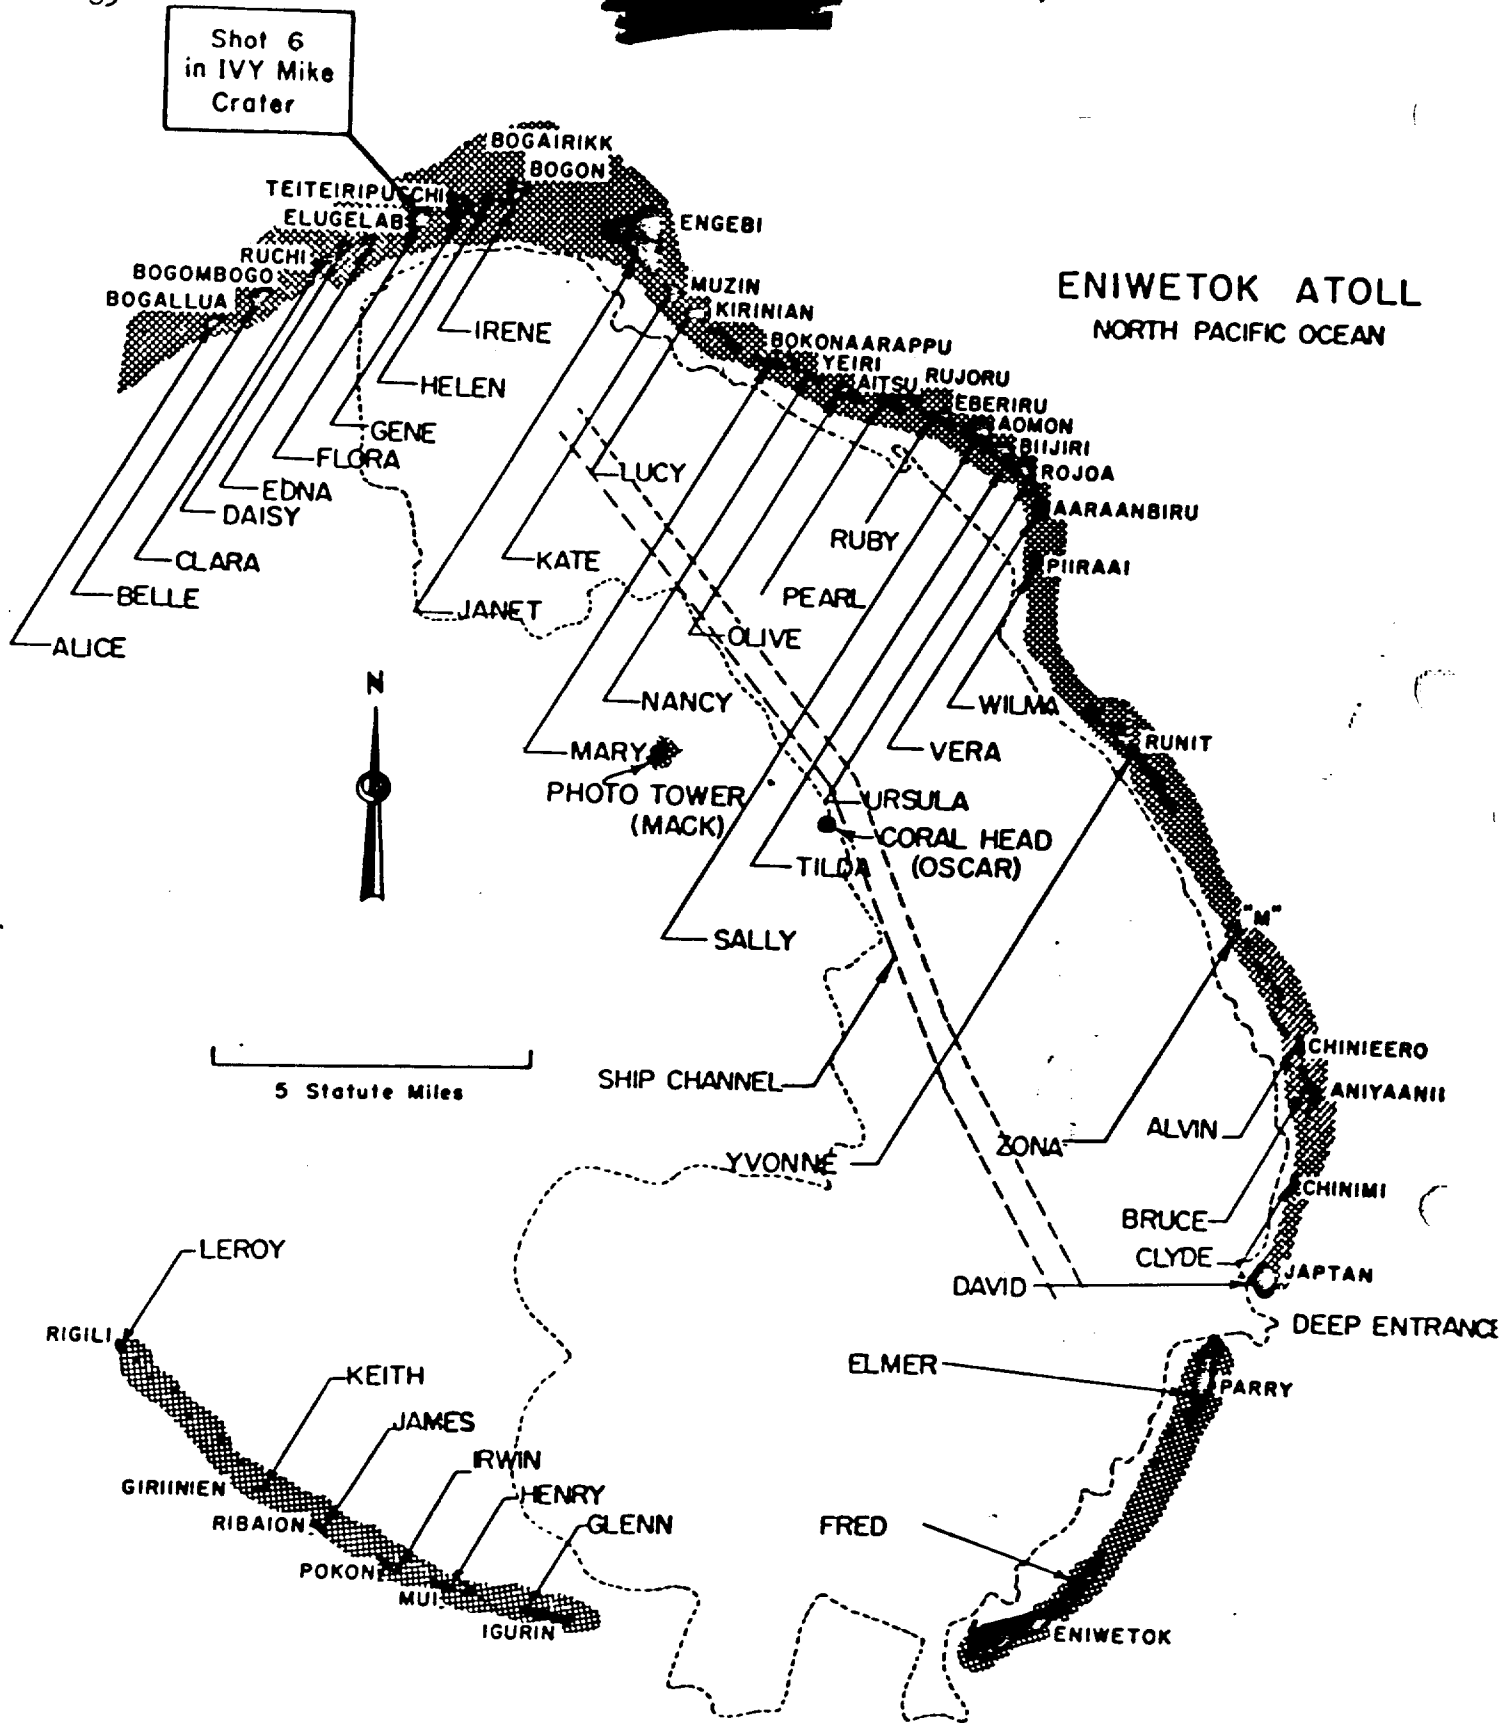 Shot 6
in IVY Mike
Crater
BOGAIRIKK
BOGON
TEITEIRIPUCCHI
ELUGELAB
ENGEBI
RUCHI
BOGOMBOGO
BOGALLUA
MUZIN
KIRINIAN
ENIWETOK ATOLL
NORTH PACIFIC OCEAN
BOKONAARAPPU
YEIRI
AITSU
RUJORU
EBERIRU
AOMON
BIIJIRI
ROJOA
AARAANBIRU
PIIRAAI
IRENE
HELEN
GENE
FLORA
EDNA
DAISY
CLARA
BELLE
ALICE
LUCY
KATE
JANET
RUBY
PEARL
OLIVE
NANCY
MARY
WILMA
VERA
RUNIT
N
PHOTO TOWER
(MACK)
URSULA
CORAL HEAD
(OSCAR)
TILDA
SALLY
"M"
5 Statute Miles
SHIP CHANNEL
YVONNE
ZONA
ALVIN
CHINIEERO
ANIYAANII
BRUCE
CHINIMI
CLYDE
DAVID
JAPTAN
DEEP ENTRANCE
LEROY
RIGILI
KEITH
JAMES
IRWIN
HENRY
GLENN
GIRIINIEN
RIBAION
POKON
MUI
IGURIN
ELMER
PARRY
FRED
ENIWETOK